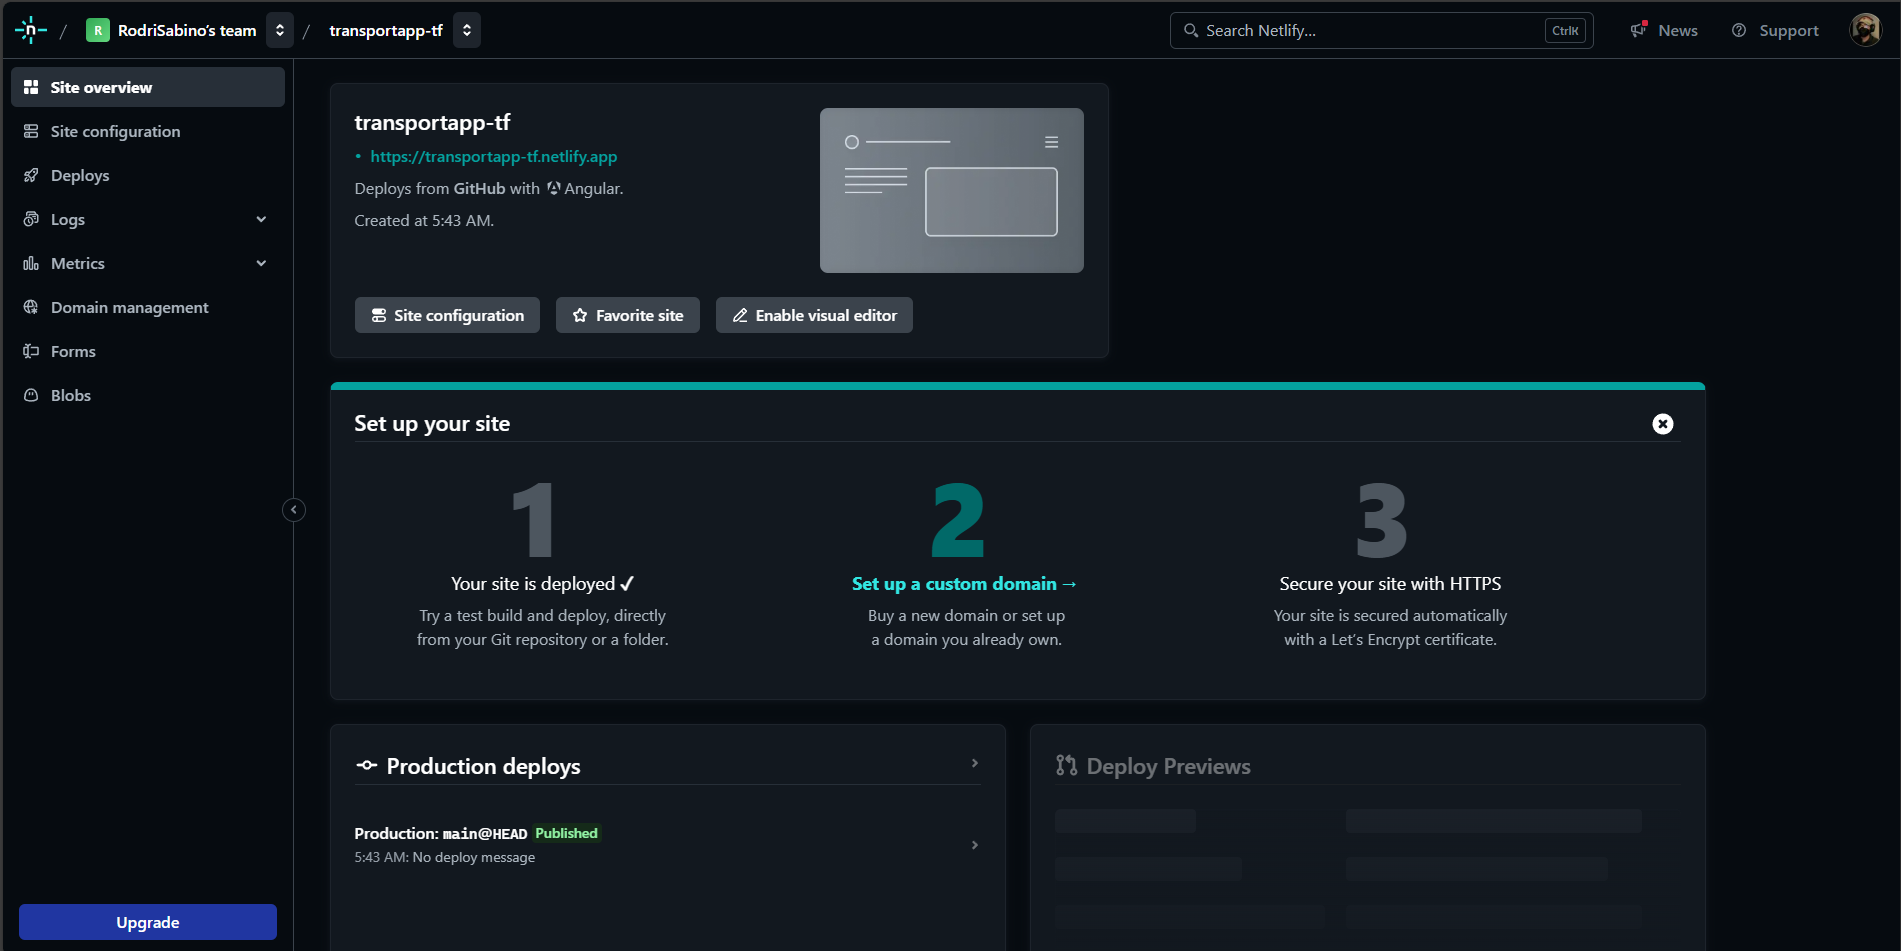 / R RodriSabino's team / transportapp-tf
Search Netlify... CtrlK News Support
Site overview
Site configuration
Deploys
Logs
Metrics
Domain management
Forms
Blobs
Upgrade
transportapp-tf
• https://transportapp-tf.netlify.app
Deploys from GitHub with Angular.
Created at 5:43 AM.
Site configuration
Favorite site
Enable visual editor
Set up your site
1
Your site is deployed ✓
Try a test build and deploy, directly
from your Git repository or a folder.
2
Set up a custom domain →
Buy a new domain or set up
a domain you already own.
3
Secure your site with HTTPS
Your site is secured automatically
with a Let's Encrypt certificate.
Production deploys
Production: main@HEAD Published
5:43 AM: No deploy message
Deploy Previews